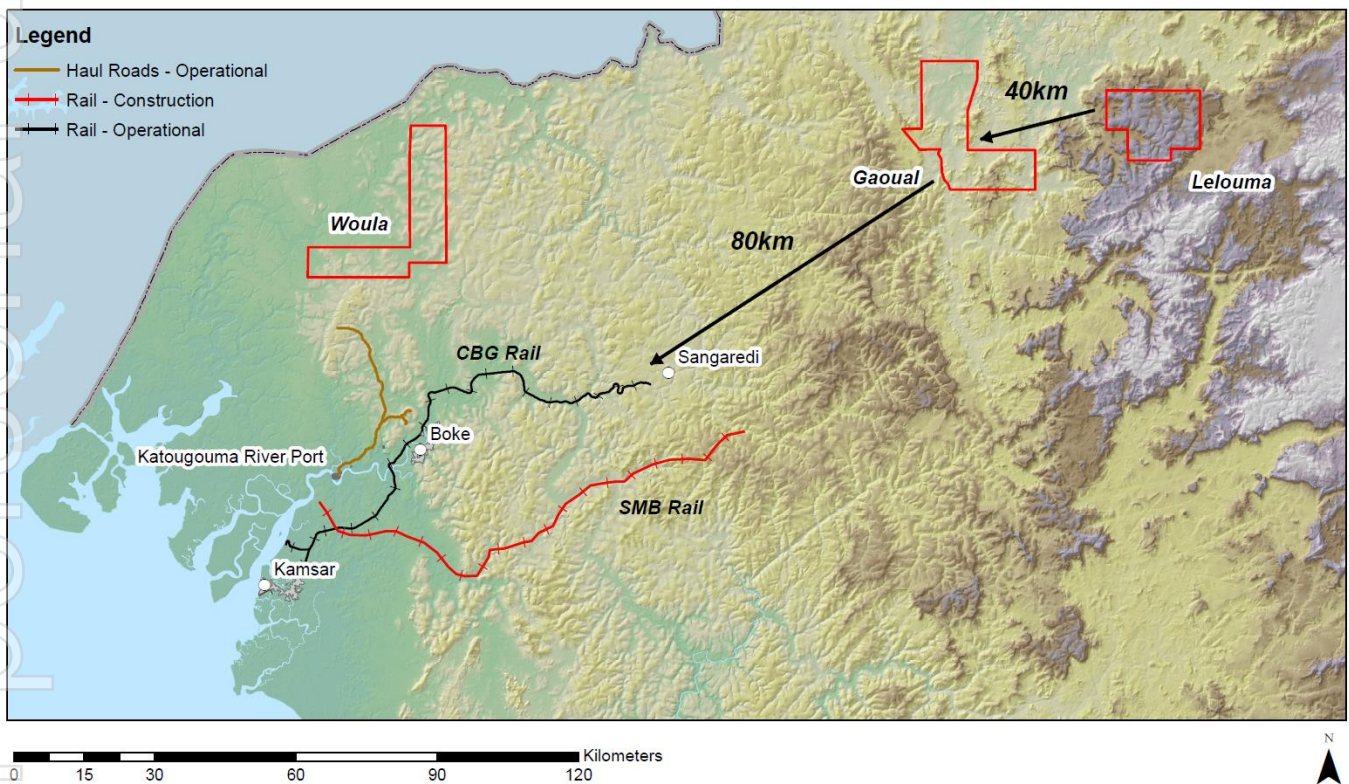 Legend
Haul Roads - Operational
Rail - Construction
Rail - Operational
40km
Gaoual
Lelouma
Woula
80km
CBG Rail
Sangaredi
Boke
Katougouma River Port
SMB Rail
Kamsar
Kilometers
0 15 30 60 90 120
N